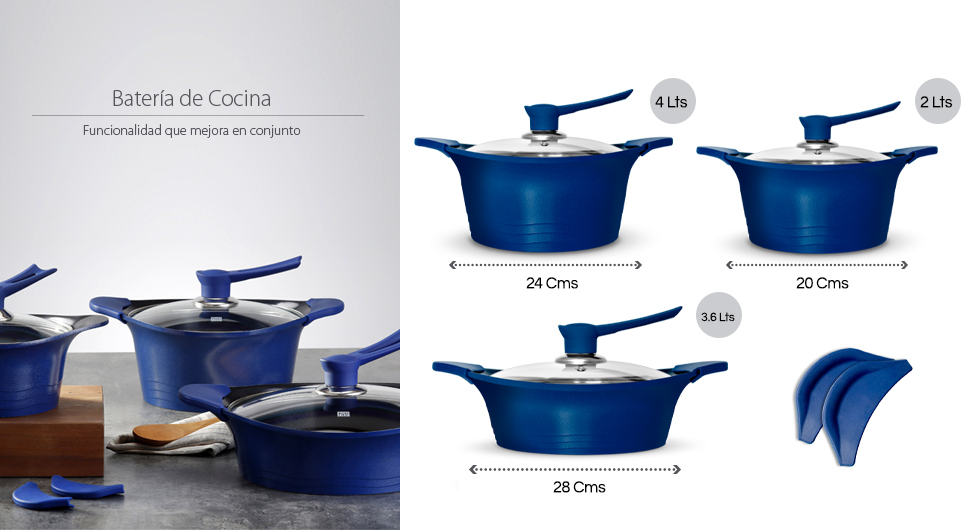 Batería de Cocina
Funcionalidad que mejora en conjunto
4 Lts
2 Lts
24 Cms
20 Cms
3.6 Lts
28 Cms